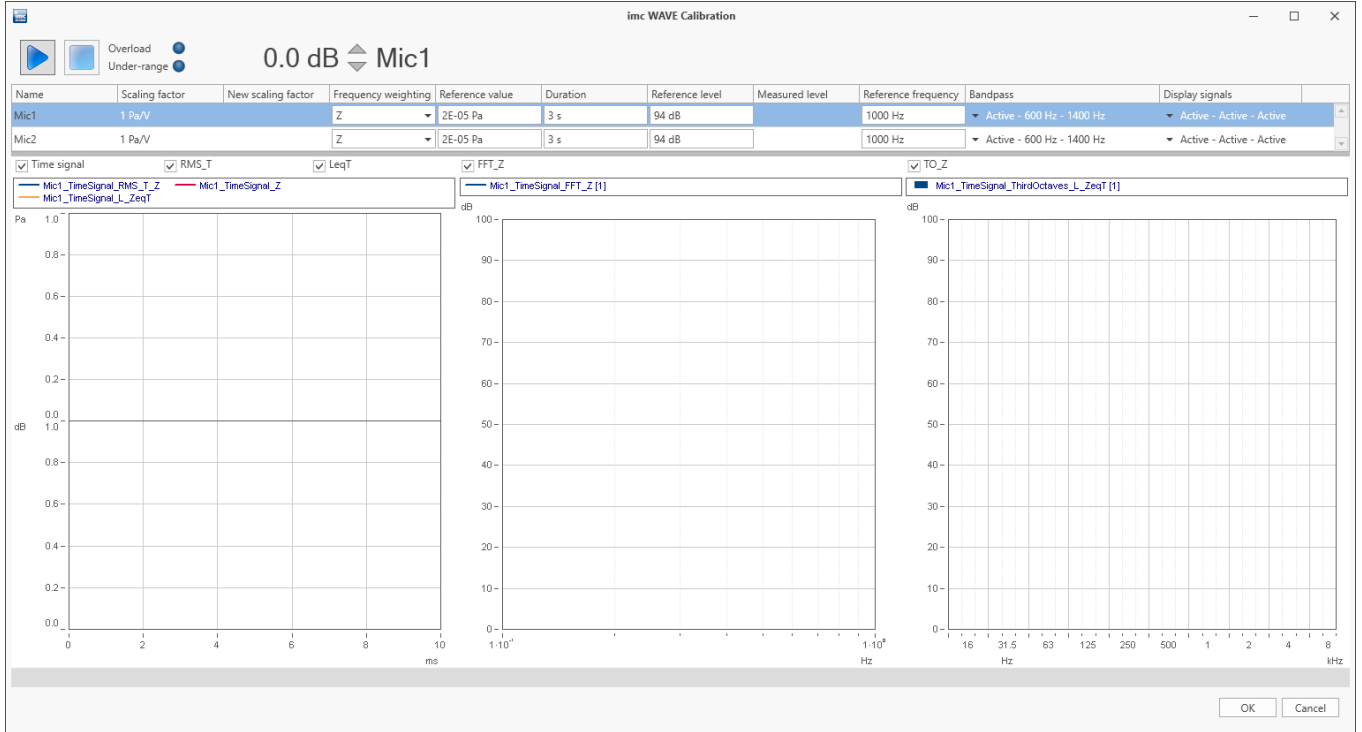 imc WAVE Calibration
Overload
Under-range
0.0 dB Mic1
Name Scaling factor New scaling factor Frequency weighting Reference value Duration Reference level Measured level Reference frequency Bandpass Display signals
Mic1 1 Pa/V Z 2E-05 Pa 3 s 94 dB 1000 Hz Active - 600 Hz - 1400 Hz Active - Active - Active
Mic2 1 Pa/V Z 2E-05 Pa 3 s 94 dB 1000 Hz Active - 600 Hz - 1400 Hz Active - Active - Active
Time signal RMS_T LeqT FFT_Z TO_Z
Mic1_TimeSignal_RMS_T_Z Mic1_TimeSignal_Z
Mic1_TimeSignal_L_ZeqT
Mic1_TimeSignal_FFT_Z [1]
Mic1_TimeSignal_ThirdOctaves_L_ZeqT [1]
Pa
1.0
0.8
0.6
0.4
0.2
0.0
dB
1.0
0.8
0.6
0.4
0.2
0.0
0 2 4 6 8 10
ms
dB
100
90
80
70
60
50
40
30
20
10
0
1·10⁻¹ 1·10⁰
Hz
dB
100
90
80
70
60
50
40
30
20
10
0
16 31.5 63 125 250 500 1 2 4 8
Hz kHz
OK Cancel